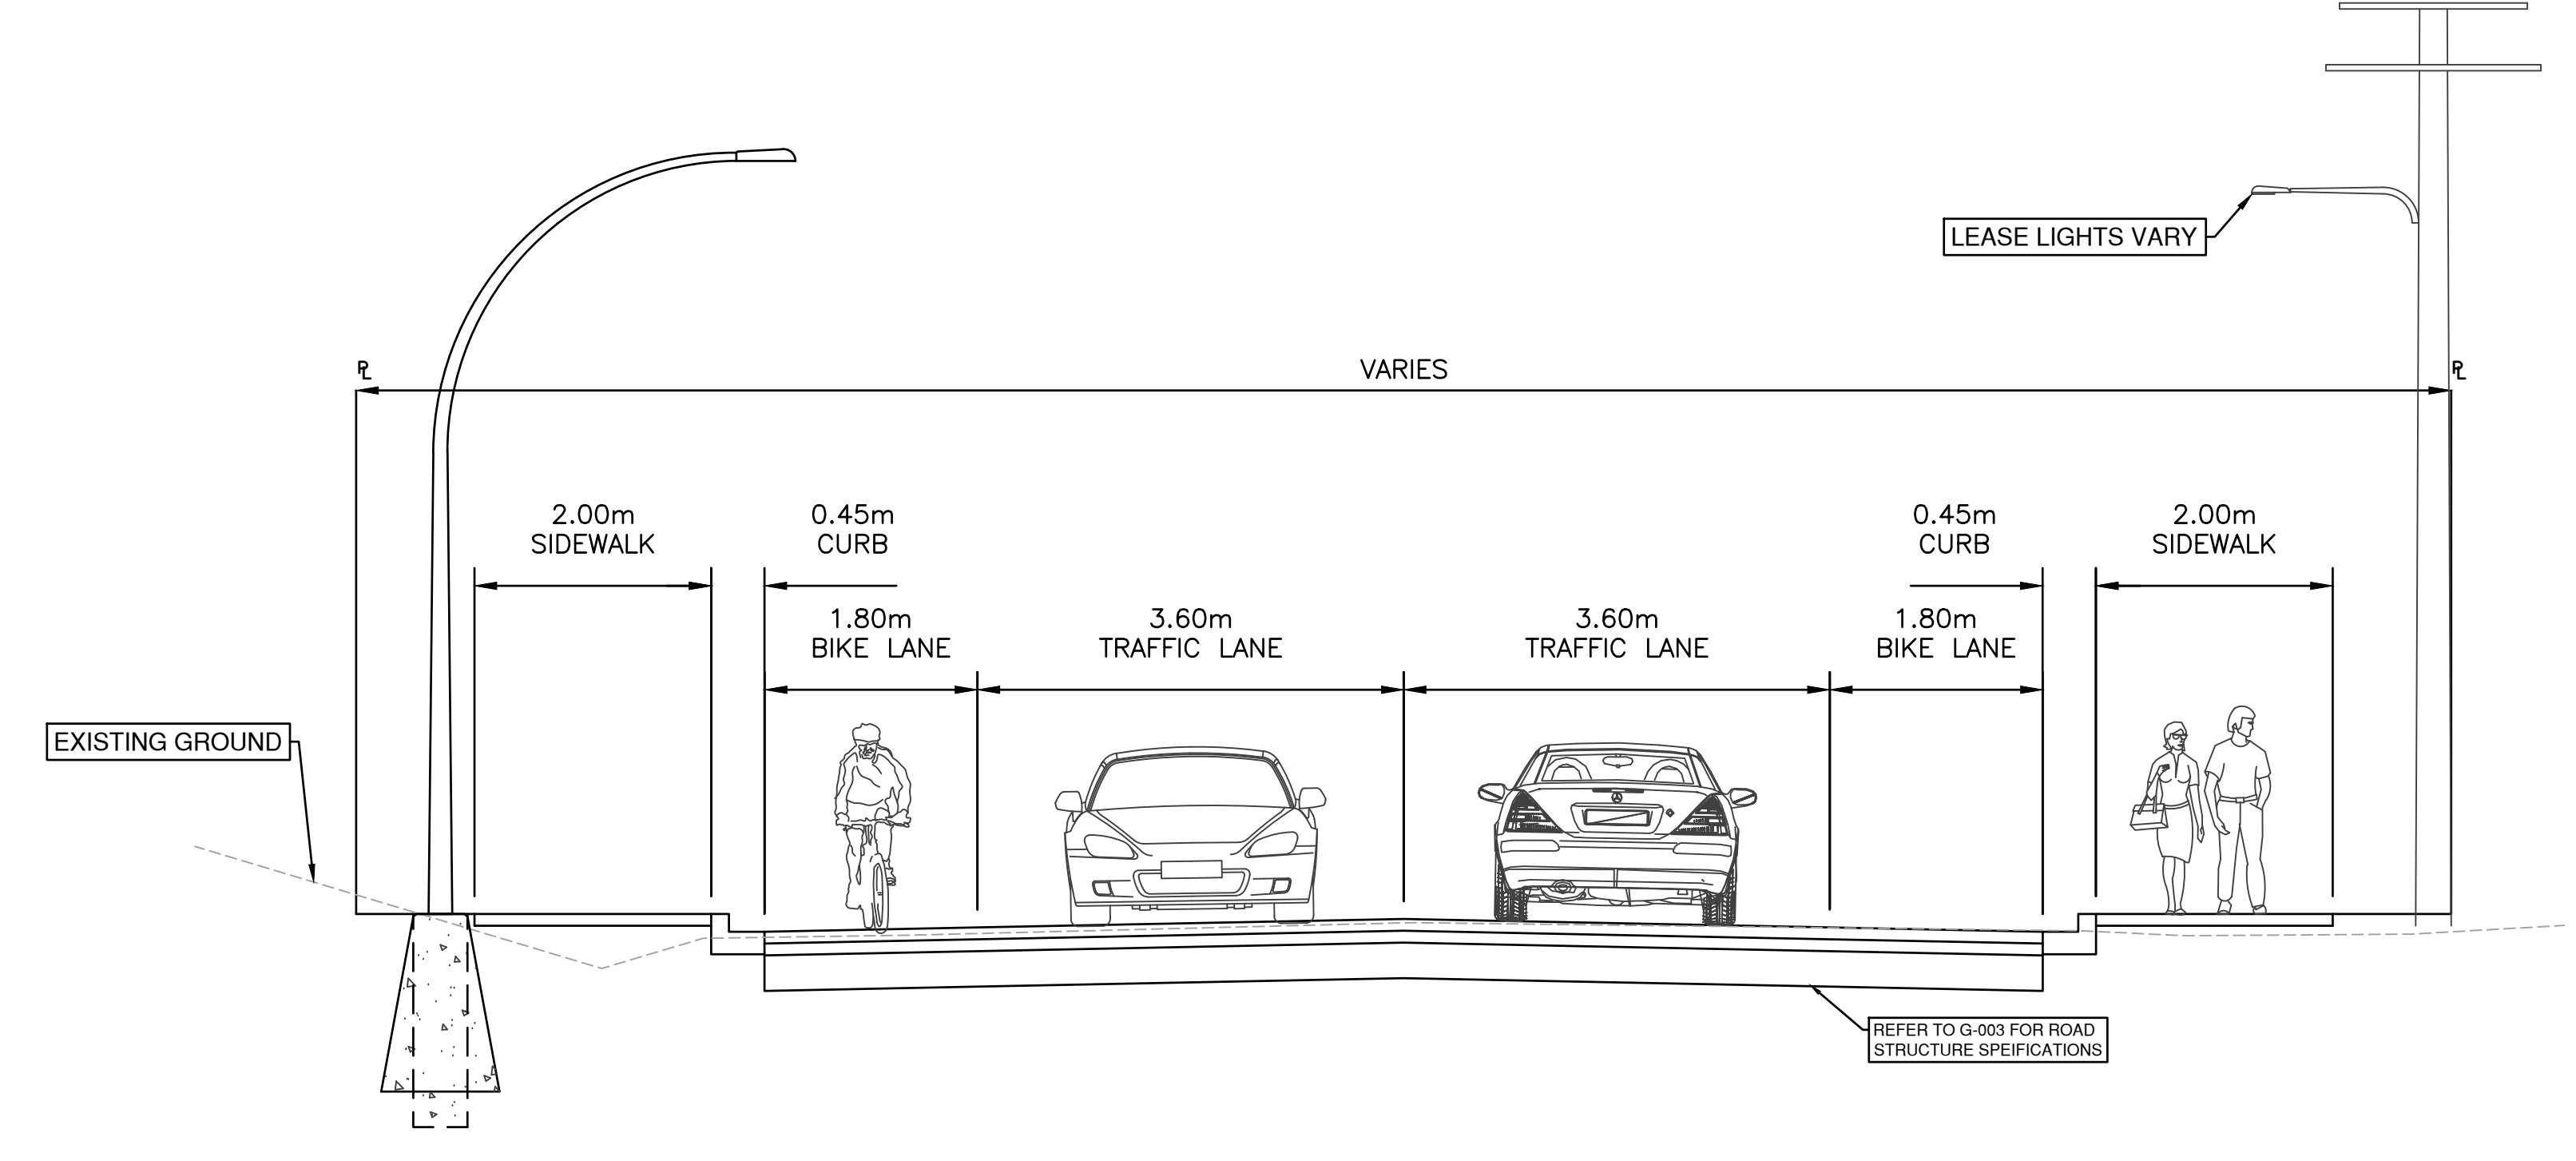 LEASE LIGHTS VARY
PL
VARIES
PL
2.00m
SIDEWALK
0.45m
CURB
0.45m
CURB
2.00m
SIDEWALK
1.80m
BIKE LANE
3.60m
TRAFFIC LANE
3.60m
TRAFFIC LANE
1.80m
BIKE LANE
EXISTING GROUND
REFER TO G-003 FOR ROAD
STRUCTURE SPEIFICATIONS